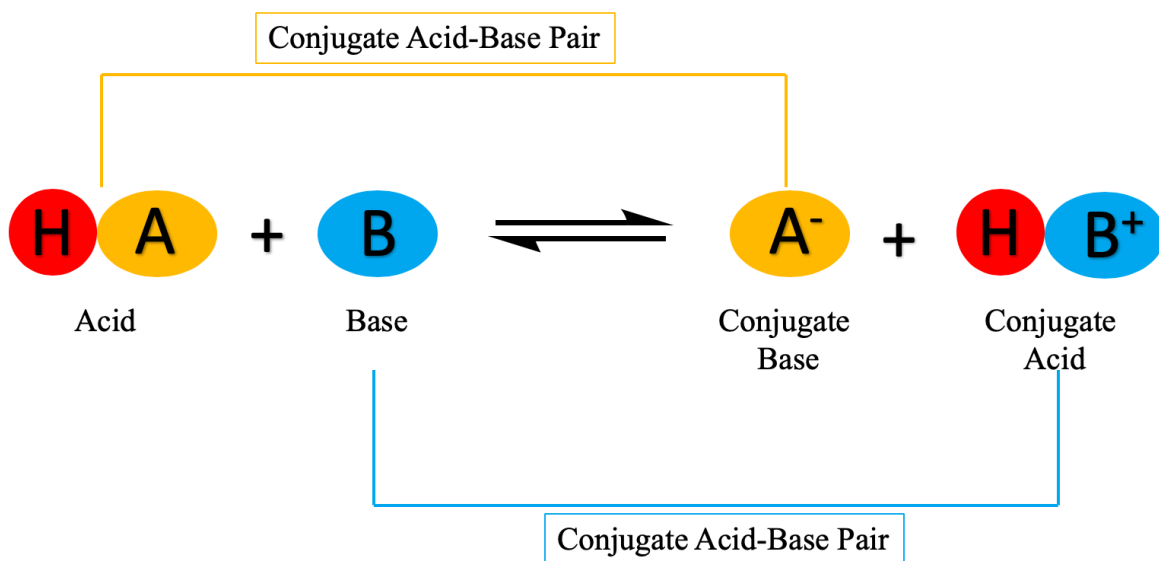 Conjugate Acid-Base Pair
H A + B A⁻ + H B⁺
Acid Base Conjugate Base Conjugate Acid
Conjugate Acid-Base Pair